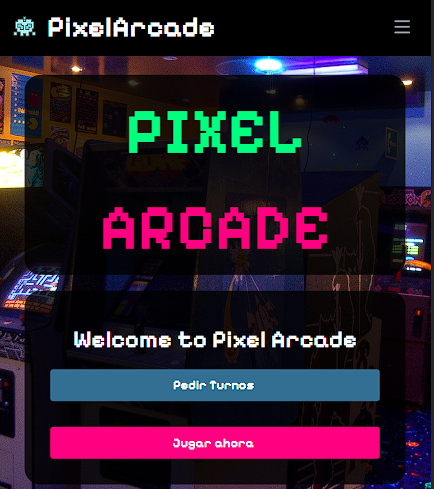 PixelArcade
PIXEL
ARCADE
Welcome to Pixel Arcade
Pedir Turnos
Jugar ahora